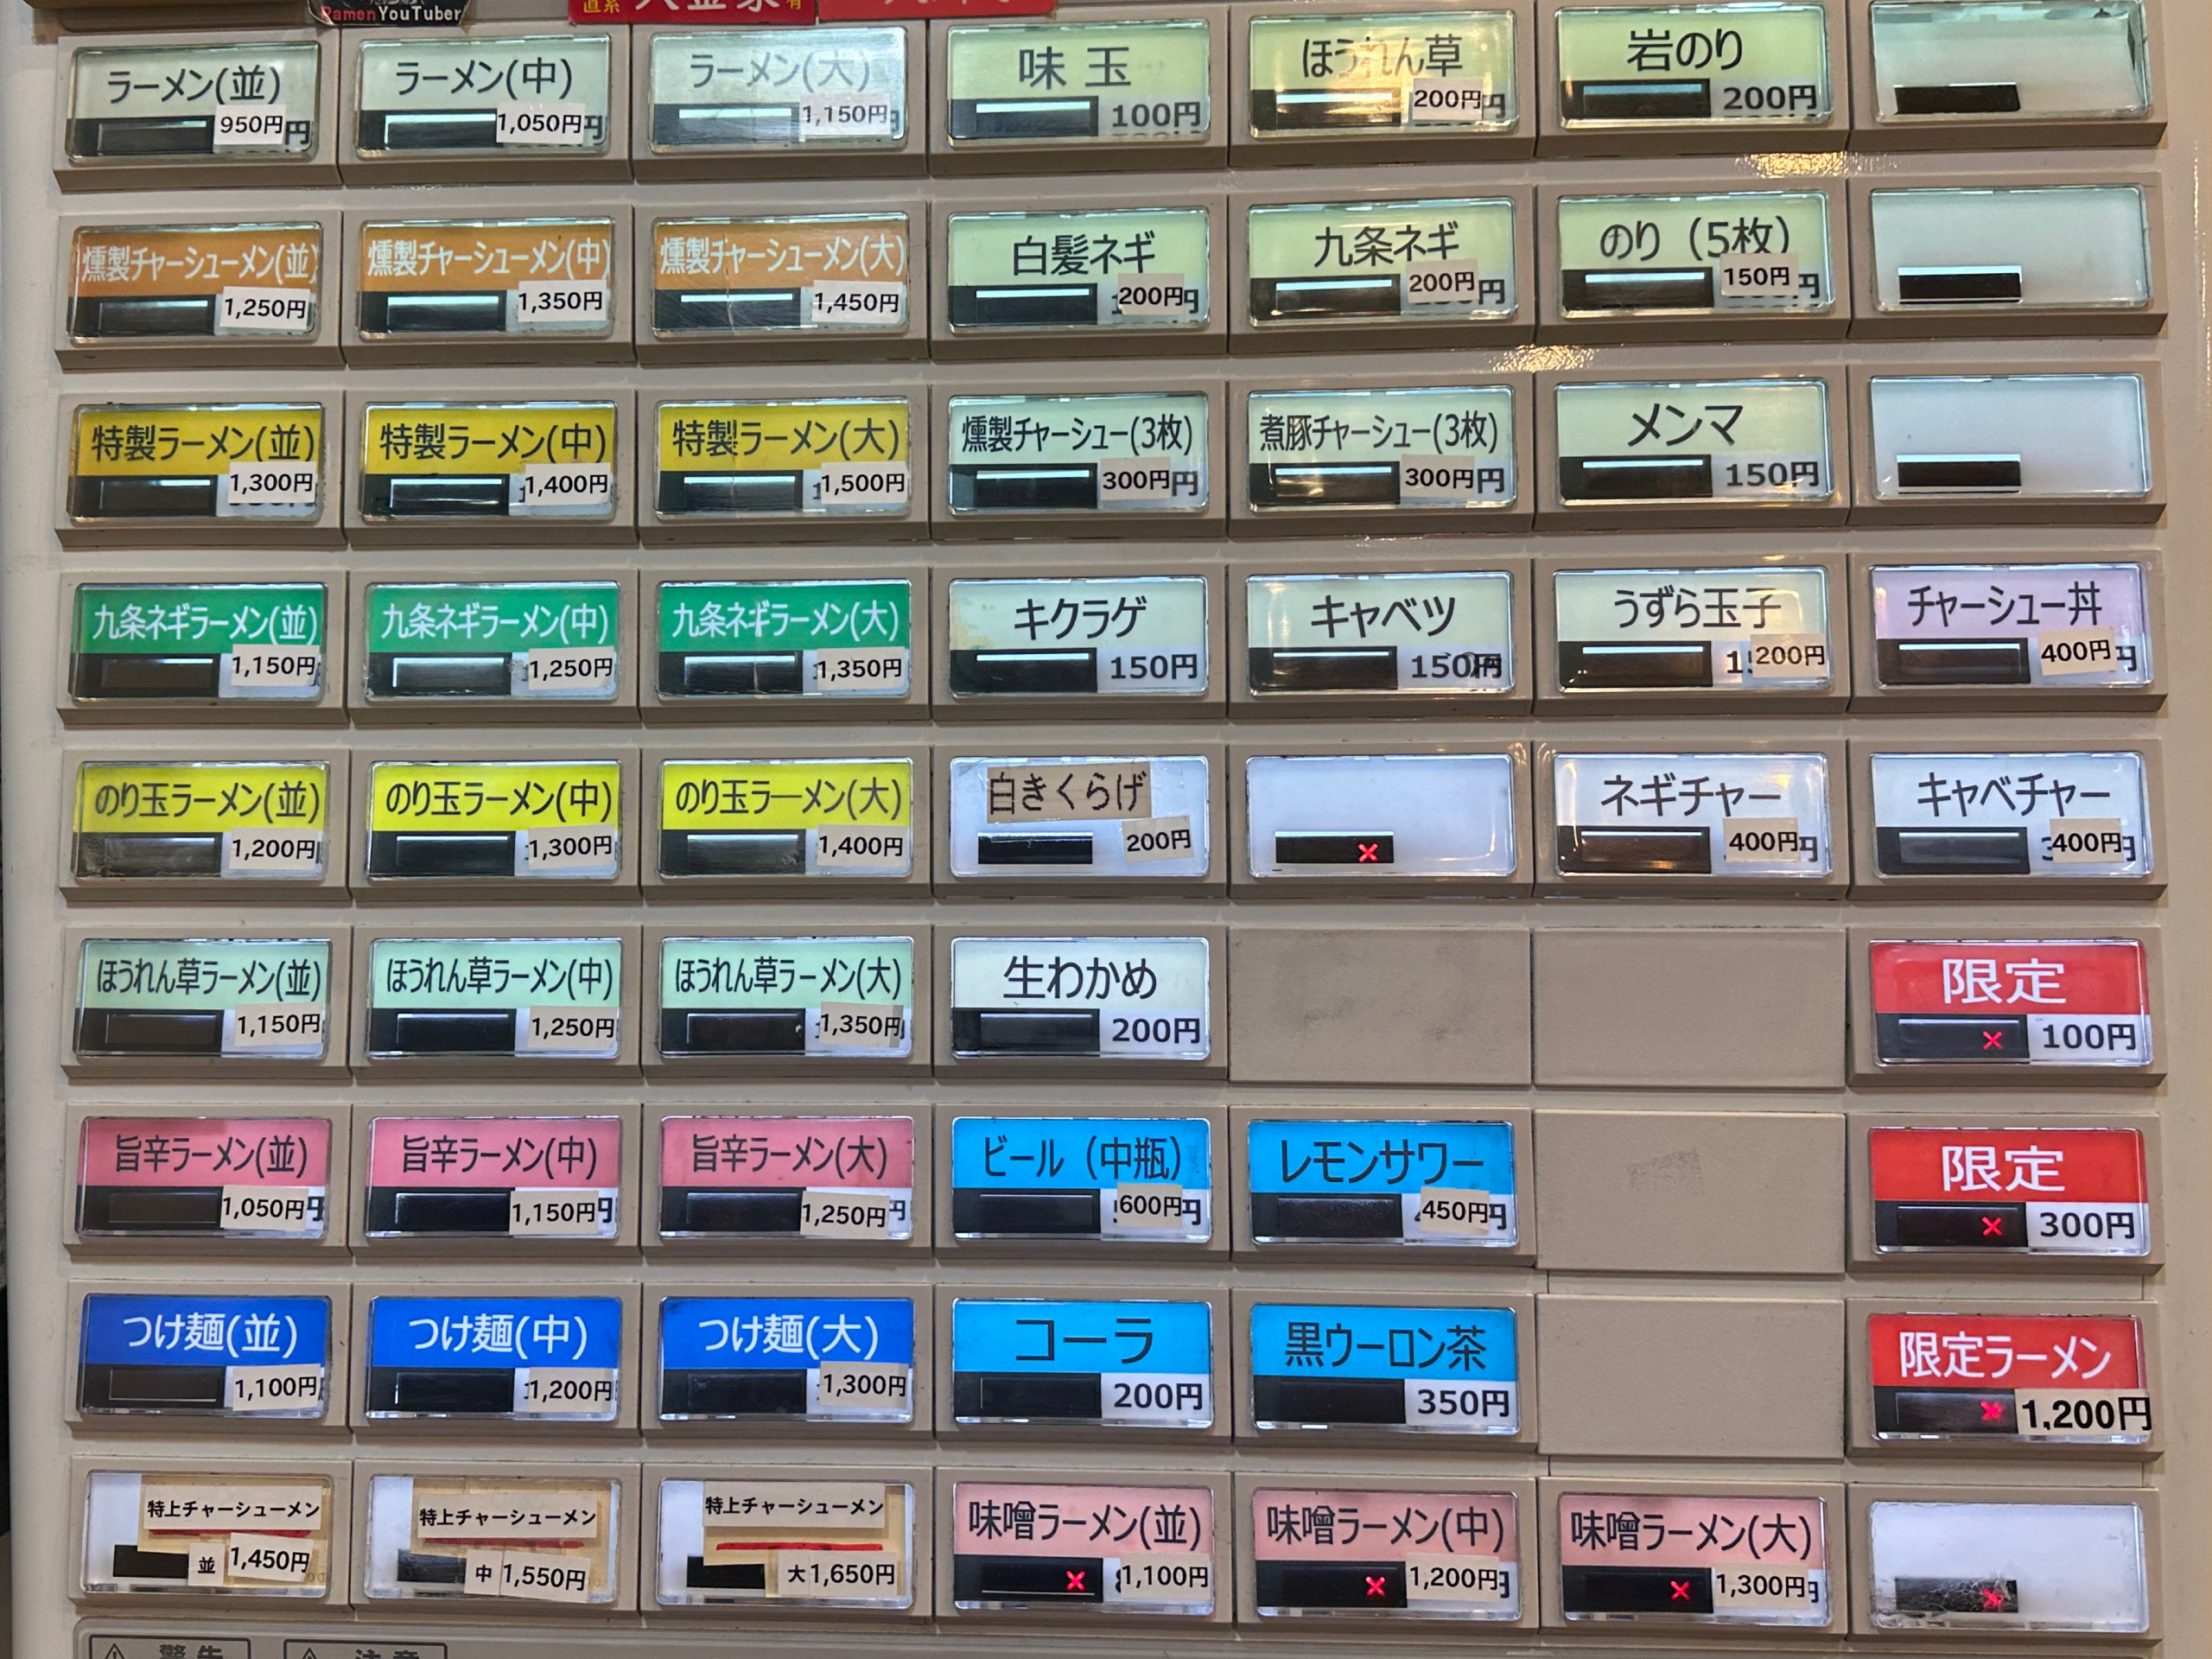 Ramen YouTuber
直系
ラーメン(並)
950円
ラーメン(中)
1,050円
ラーメン(大)
1,150円
味玉
100円
ほうれん草
200円
岩のり
200円
燻製チャーシューメン(並)
1,250円
燻製チャーシューメン(中)
1,350円
燻製チャーシューメン(大)
1,450円
白髪ネギ
200円
九条ネギ
200円
のり（5枚）
150円
特製ラーメン(並)
1,300円
特製ラーメン(中)
1,400円
特製ラーメン(大)
1,500円
燻製チャーシュー(3枚)
300円
煮豚チャーシュー(3枚)
300円
メンマ
150円
九条ネギラーメン(並)
1,150円
九条ネギラーメン(中)
1,250円
九条ネギラーメン(大)
1,350円
キクラゲ
150円
キャベツ
150円
うずら玉子
200円
チャーシュー丼
400円
のり玉ラーメン(並)
1,200円
のり玉ラーメン(中)
1,300円
のり玉ラーメン(大)
1,400円
白きくらげ
200円
ネギチャー
400円
キャベチャー
400円
ほうれん草ラーメン(並)
1,150円
ほうれん草ラーメン(中)
1,250円
ほうれん草ラーメン(大)
1,350円
生わかめ
200円
限定
100円
旨辛ラーメン(並)
1,050円
旨辛ラーメン(中)
1,150円
旨辛ラーメン(大)
1,250円
ビール（中瓶）
600円
レモンサワー
450円
限定
300円
つけ麺(並)
1,100円
つけ麺(中)
1,200円
つけ麺(大)
1,300円
コーラ
200円
黒ウーロン茶
350円
限定ラーメン
1,200円
特上チャーシューメン
並 1,450円
特上チャーシューメン
中 1,550円
特上チャーシューメン
大 1,650円
味噌ラーメン(並)
1,100円
味噌ラーメン(中)
1,200円
味噌ラーメン(大)
1,300円
警告
注意